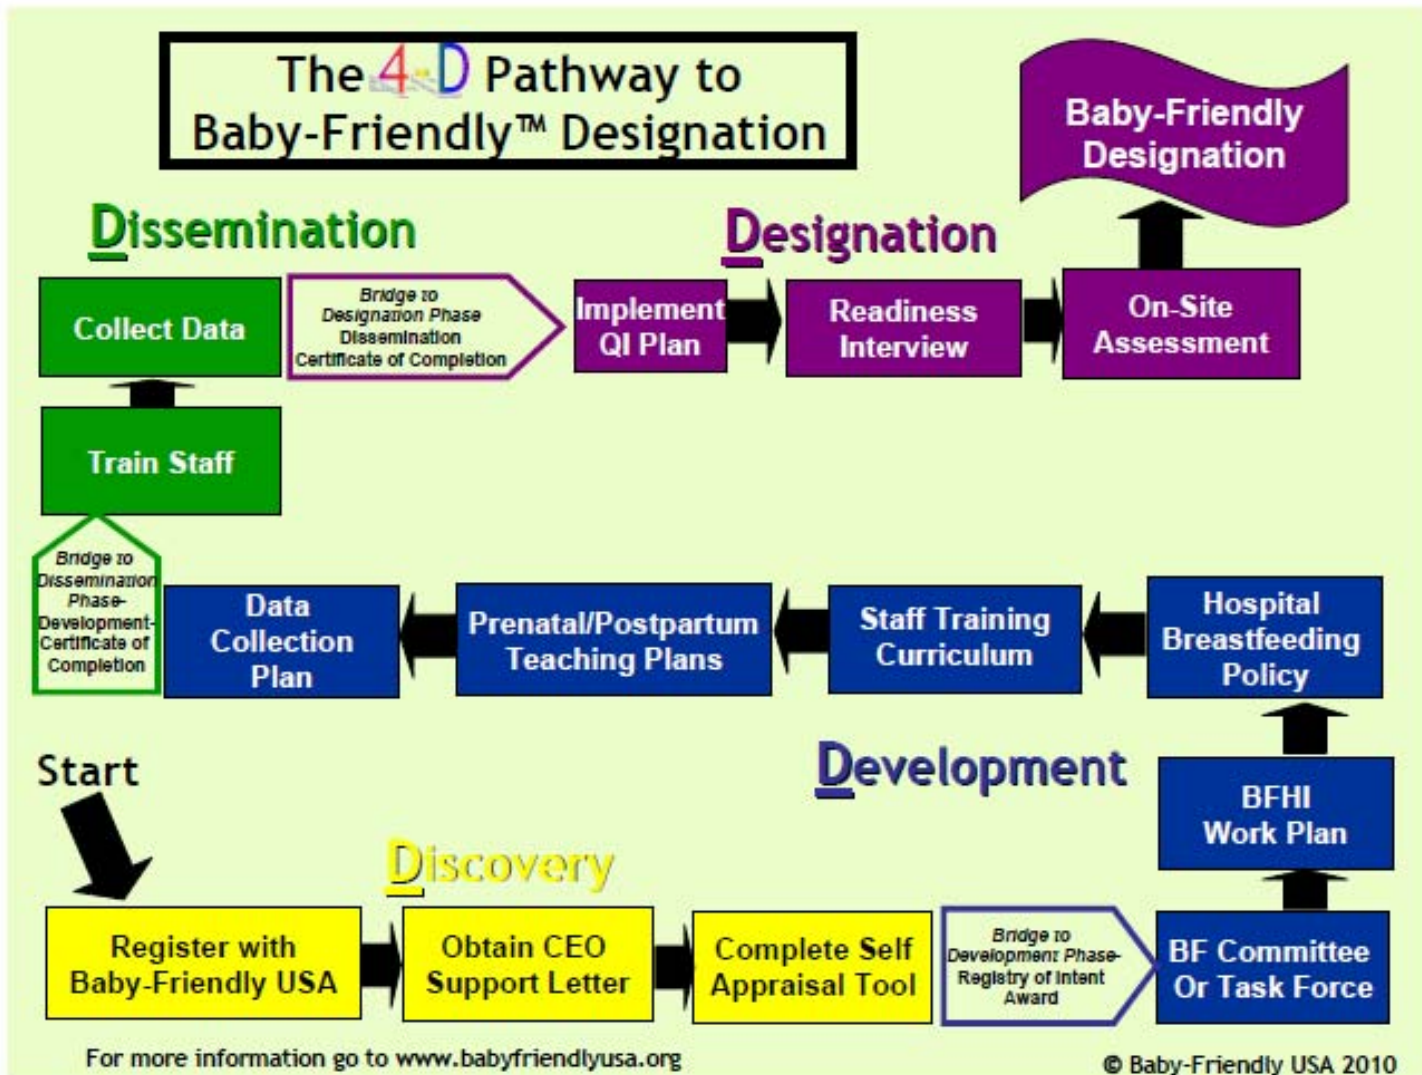 The 4-D Pathway to
Baby-Friendly™ Designation
Baby-Friendly
Designation
Dissemination
Designation
Collect Data
Bridge to
Designation Phase
Dissemination
Certificate of Completion
Implement
QI Plan
Readiness
Interview
On-Site
Assessment
Train Staff
Bridge to
Dissemination
Phase-
Development-
Certificate of
Completion
Data
Collection
Plan
Prenatal/Postpartum
Teaching Plans
Staff Training
Curriculum
Hospital
Breastfeeding
Policy
Start
Development
BFHI
Work Plan
Discovery
Register with
Baby-Friendly USA
Obtain CEO
Support Letter
Complete Self
Appraisal Tool
Bridge to
Development Phase-
Registry of Intent
Award
BF Committee
Or Task Force
For more information go to www.babyfriendlyusa.org
© Baby-Friendly USA 2010